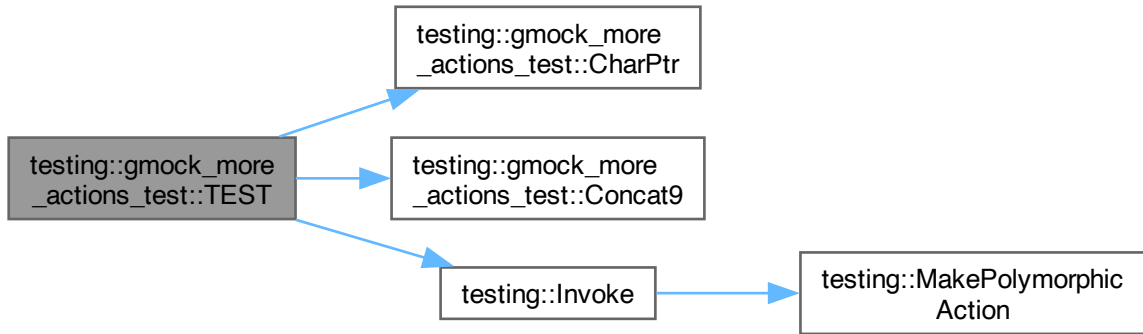 testing::gmock_more
_actions_test::CharPtr
testing::gmock_more
_actions_test::TEST
testing::gmock_more
_actions_test::Concat9
testing::Invoke
testing::MakePolymorphic
Action